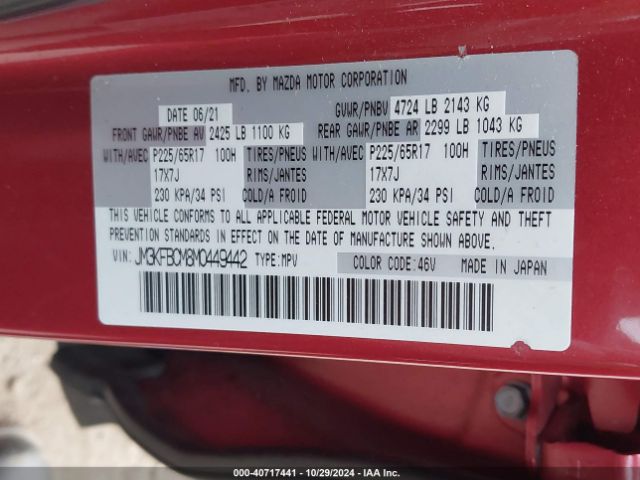 MFD. BY MAZDA MOTOR CORPORATION
DATE 06/21 GVWR/PNBV 4724 LB 2143 KG
FRONT GAWR/PNBE AV 2425 LB 1100 KG REAR GAWR/PNBE AR 2299 LB 1043 KG
WITH/AVEC P225/65R17 100H TIRES/PNEUS WITH/AVEC P225/65R17 100H TIRES/PNEUS
17X7J RIMS/JANTES 17X7J RIMS/JANTES
230 KPA/34 PSI COLD/A FROID 230 KPA/34 PSI COLD/A FROID
THIS VEHICLE CONFORMS TO ALL APPLICABLE FEDERAL MOTOR VEHICLE SAFETY AND THEFT
PREVENTION STANDARDS IN EFFECT ON THE DATE OF MANUFACTURE SHOWN ABOVE.
VIN: JM3KFBCM8M0449442 TYPE: MPV COLOR CODE: 46V MADE IN JAPAN
000-40717441 - 10/29/2024 - IAA Inc.